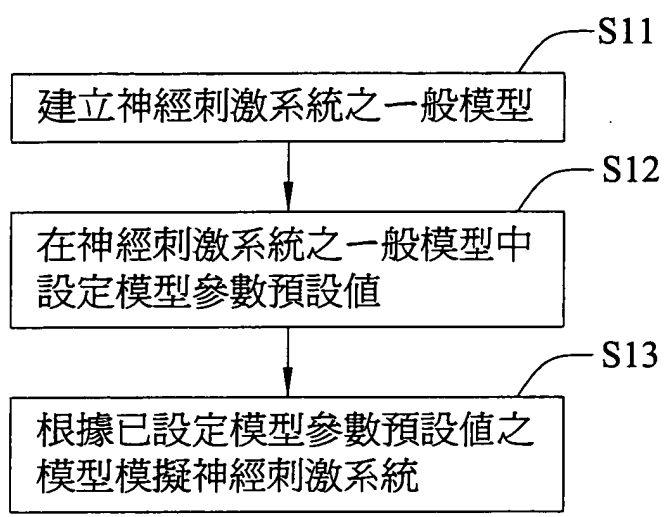 S11
建立神經刺激系統之一般模型
S12
在神經刺激系統之一般模型中
設定模型參數預設值
S13
根據已設定模型參數預設值之
模型模擬神經刺激系統